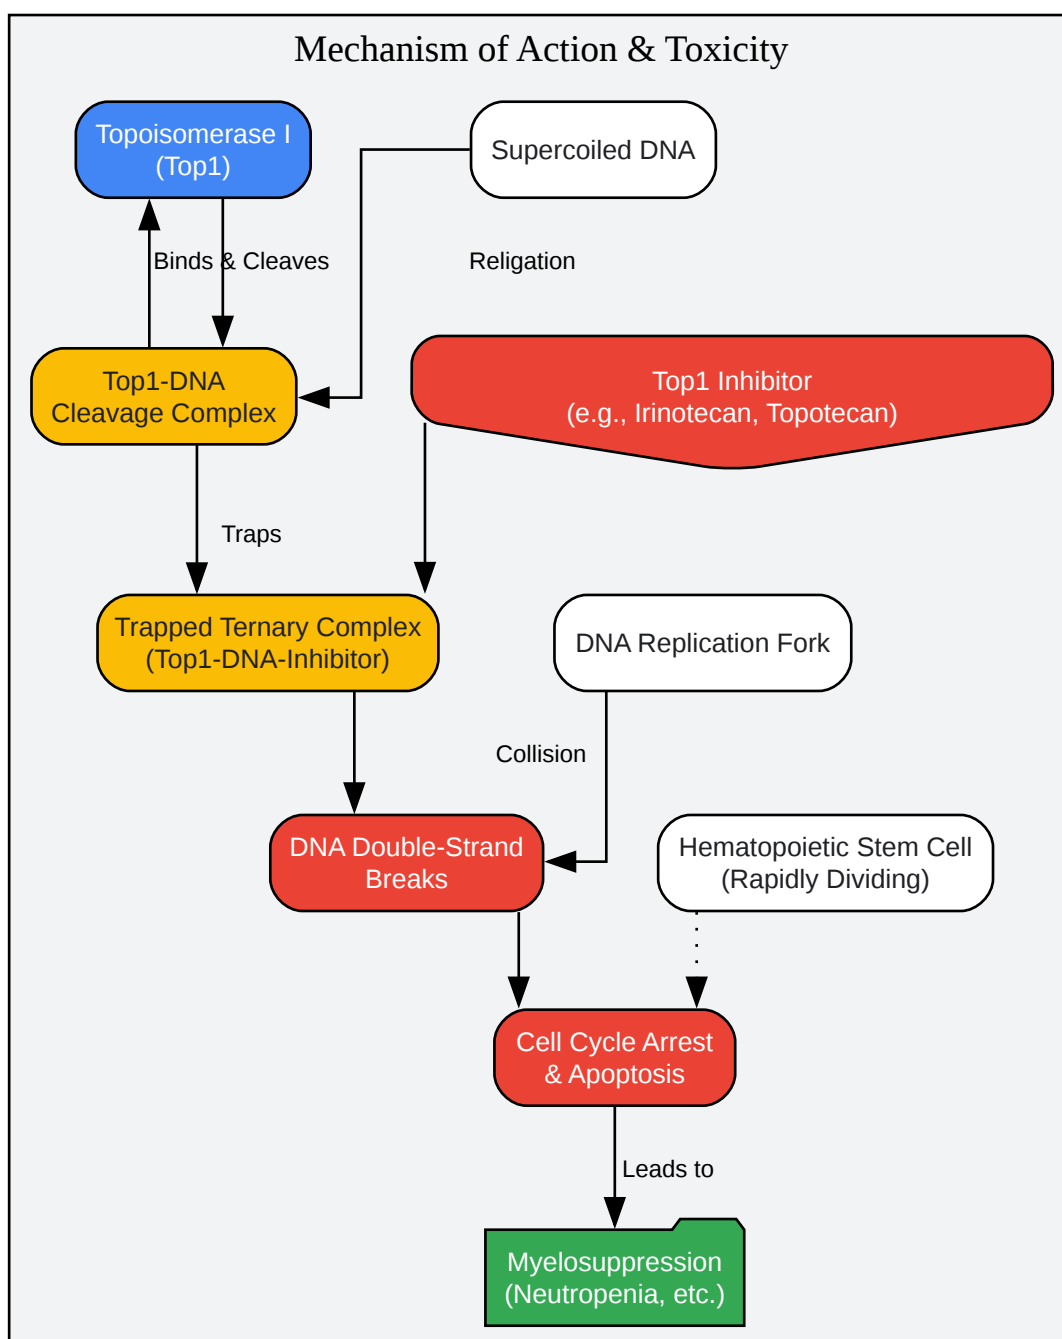 Mechanism of Action & Toxicity
Topoisomerase I
(Top1)
Supercoiled DNA
Binds & Cleaves
Religation
Top1-DNA
Cleavage Complex
Top1 Inhibitor
(e.g., Irinotecan, Topotecan)
Traps
Trapped Ternary Complex
(Top1-DNA-Inhibitor)
DNA Replication Fork
Collision
DNA Double-Strand
Breaks
Hematopoietic Stem Cell
(Rapidly Dividing)
Cell Cycle Arrest
& Apoptosis
Leads to
Myelosuppression
(Neutropenia, etc.)